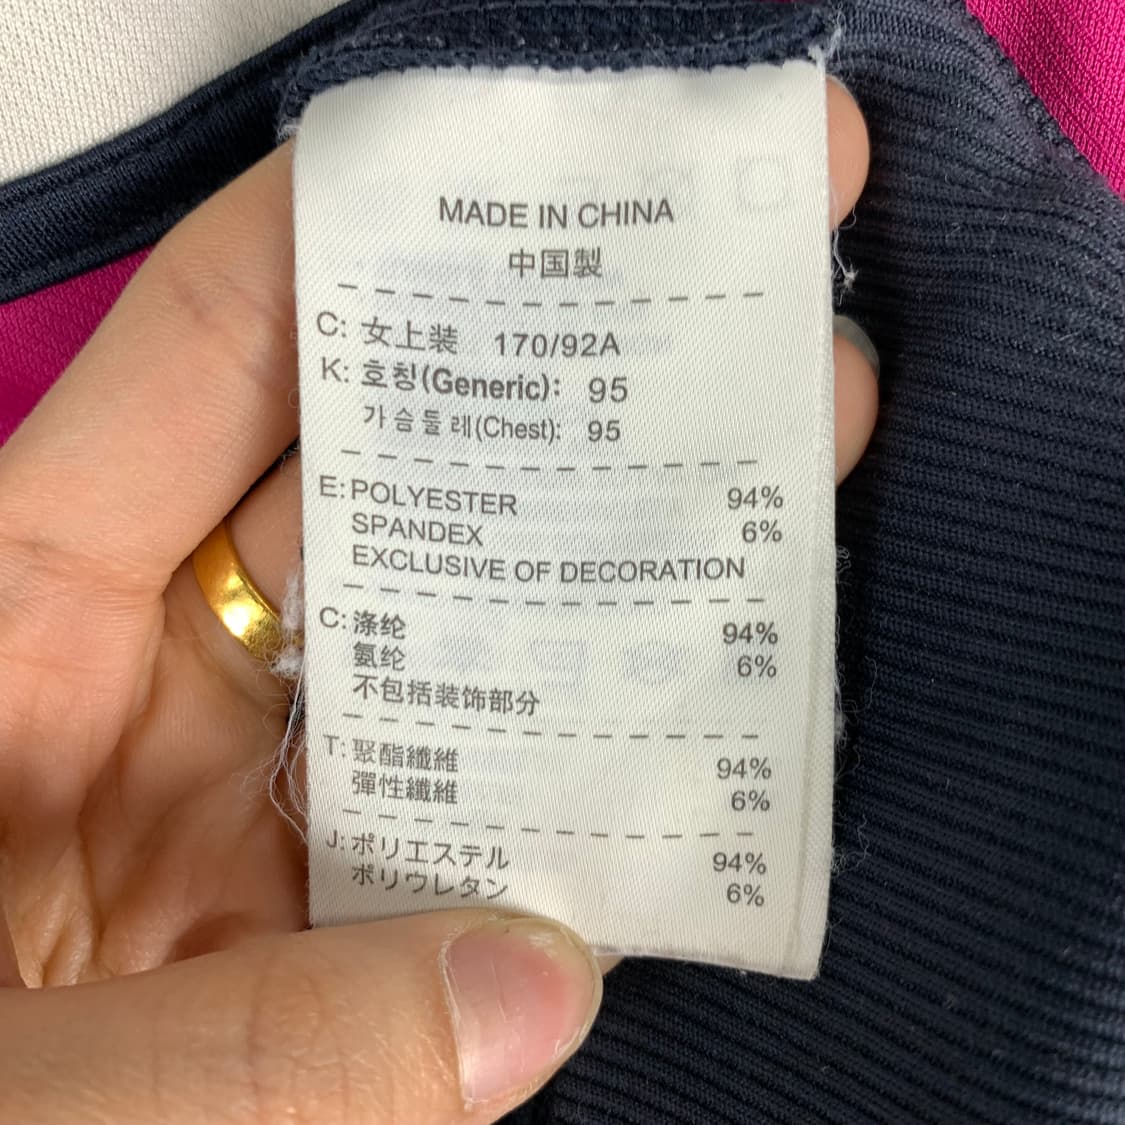 MADE IN CHINA
中国製
C: 女上装 170/92A
K: 호칭(Generic): 95
가슴둘레(Chest): 95
E: POLYESTER 94%
SPANDEX 6%
EXCLUSIVE OF DECORATION
C: 涤纶 94%
氨纶 6%
不包括装饰部分
T: 聚酯纖維 94%
彈性纖維 6%
J: ポリエステル 94%
ポリウレタン 6%